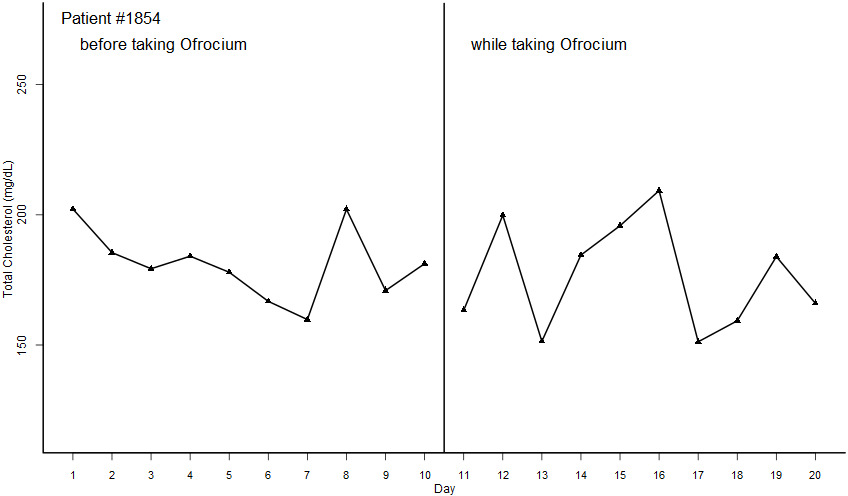 Patient #1854
before taking Ofrocium
while taking Ofrocium
Total Cholesterol (mg/dL)
250
200
150
1 2 3 4 5 6 7 8 9 10 11 12 13 14 15 16 17 18 19 20
Day